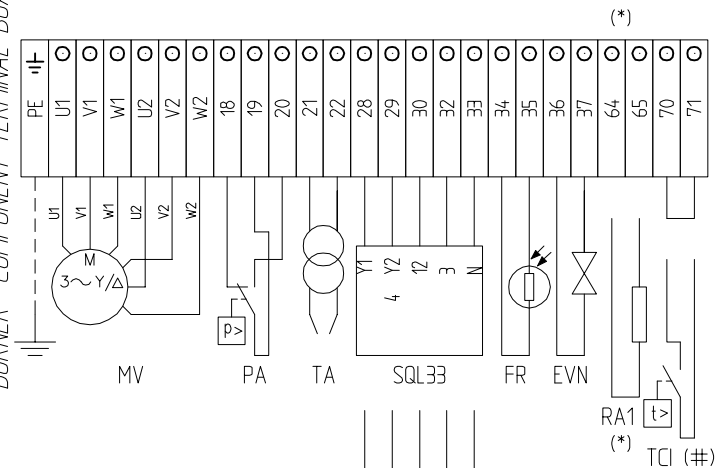 (*)
PE U1 V1 W1 U2 V2 W2 18 19 20 21 22 28 29 30 32 33 34 35 36 37 64 65 70 71
BURNER COMPONENT TERMINAL
U1 V1 W1 U2 V2 W2
M
3~ Y/△
p>
Y1 Y2 12 3 N
4
MV PA TA SQL33 FR EVN
RA1
(*)
t>
TCI (#)